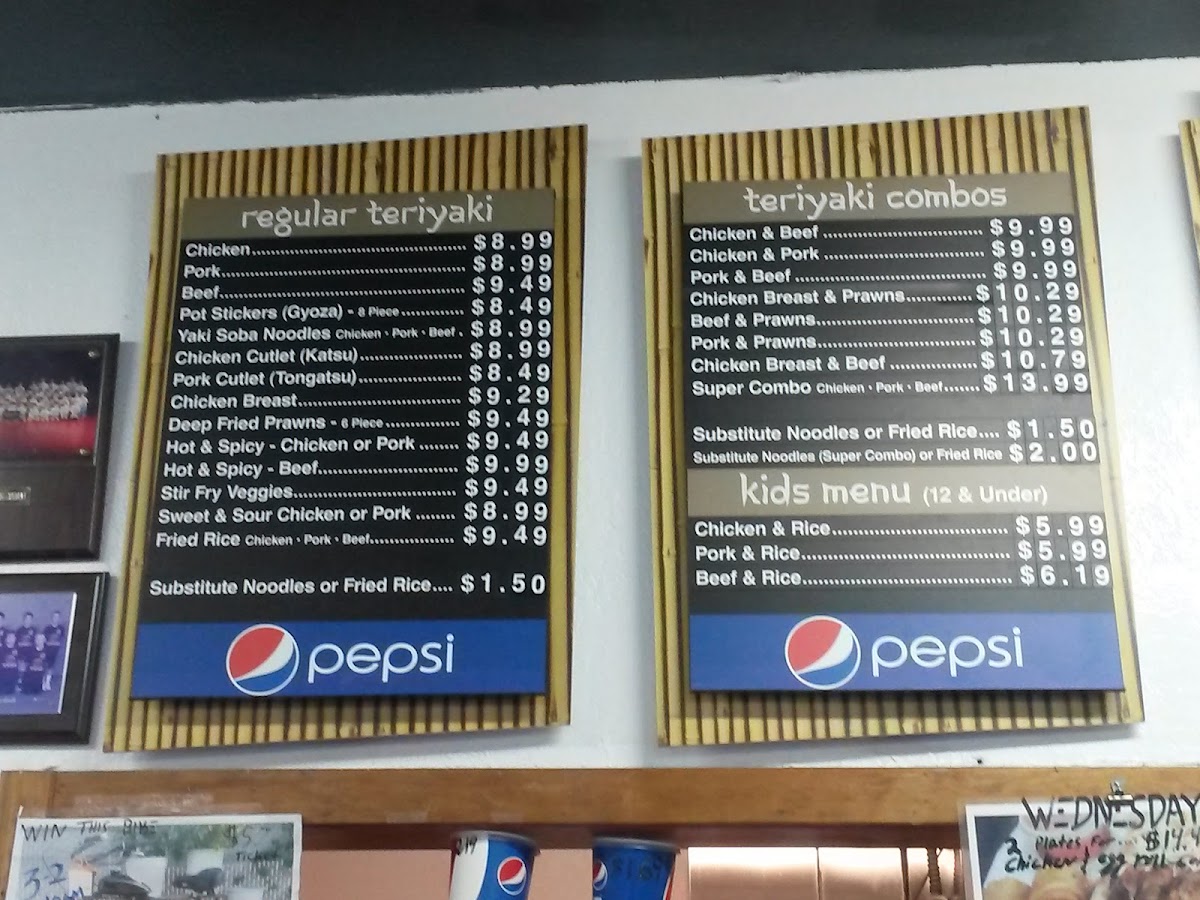 regular teriyaki
Chicken $8.99
Pork $8.99
Beef $9.49
Pot Stickers (Gyoza) - 8 Piece $8.49
Yaki Soba Noodles Chicken • Pork • Beef $8.99
Chicken Cutlet (Katsu) $8.99
Pork Cutlet (Tongatsu) $8.49
Chicken Breast $9.29
Deep Fried Prawns - 6 Piece $9.49
Hot & Spicy - Chicken or Pork $9.49
Hot & Spicy - Beef $9.99
Stir Fry Veggies $9.49
Sweet & Sour Chicken or Pork $8.99
Fried Rice Chicken • Pork • Beef $9.49
Substitute Noodles or Fried Rice $1.50
pepsi
teriyaki combos
Chicken & Beef $9.99
Chicken & Pork $9.99
Pork & Beef $9.99
Chicken Breast & Prawns $10.29
Beef & Prawns $10.29
Pork & Prawns $10.29
Chicken Breast & Beef $10.79
Super Combo Chicken • Pork • Beef $13.99
Substitute Noodles or Fried Rice $1.50
Substitute Noodles (Super Combo) or Fried Rice $2.00
kids menu (12 & Under)
Chicken & Rice $5.99
Pork & Rice $5.99
Beef & Rice $6.19
pepsi
WIN THIS BIKE
WEDNESDAY
2 Plates For
Chicken & egg roll